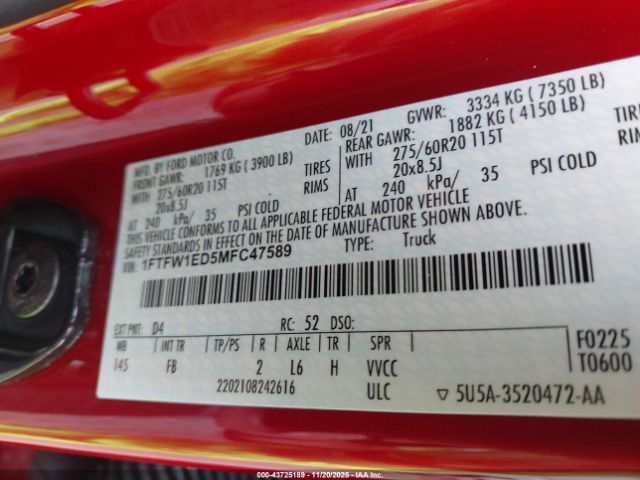 MFD. BY FORD MOTOR CO. DATE: 08/21 GVWR: 3334 KG ( 7350 LB)
FRONT GAWR: 1769 KG (3900 LB) REAR GAWR: 1882 KG ( 4150 LB)
WITH 275/60R20 115T TIRES WITH 275/60R20 115T TIRE
20x8.5J RIMS 20x8.5J RIM
AT 240 kPa/ 35 PSI COLD AT 240 kPa/ 35 PSI COLD
THIS VEHICLE CONFORMS TO ALL APPLICABLE FEDERAL MOTOR VEHICLE
SAFETY STANDARDS IN EFFECT ON THE DATE OF MANUFACTURE SHOWN ABOVE.
VIN: 1FTFW1ED5MFC47589 TYPE: Truck
EXT PNT: D4 RC: 52 DSO:
WB INT TR TP/PS R AXLE TR SPR F0225
145 FB 2 L6 H VVCC T0600
2202108242616 ULC ▽ 5U5A-3520472-AA
© 43725189 - 11/20/2025 - IAAI.COM